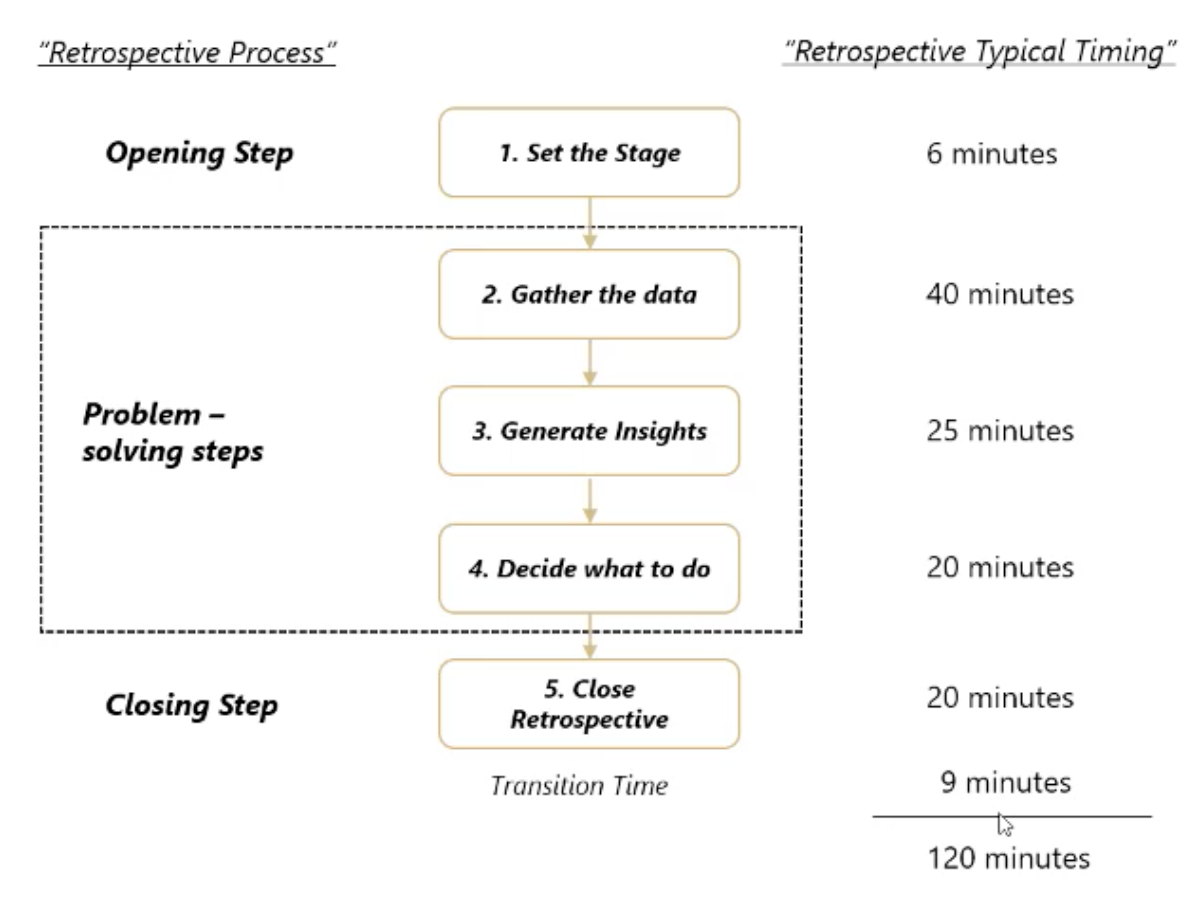 “Retrospective Process”
“Retrospective Typical Timing”
Opening Step
1. Set the Stage
6 minutes
2. Gather the data
40 minutes
Problem –
solving steps
3. Generate Insights
25 minutes
4. Decide what to do
20 minutes
Closing Step
5. Close
Retrospective
20 minutes
Transition Time
9 minutes
120 minutes